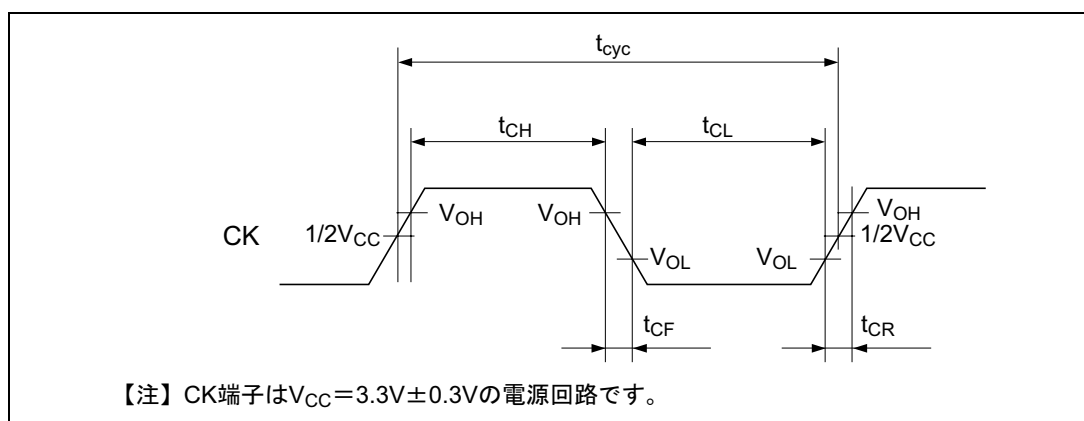 tcyc
tCH
tCL
CK
1/2VCC
VOH
VOH
VOL
VOL
VOH
1/2VCC
tCF
tCR
【注】CK端子はVCC=3.3V±0.3Vの電源回路です。